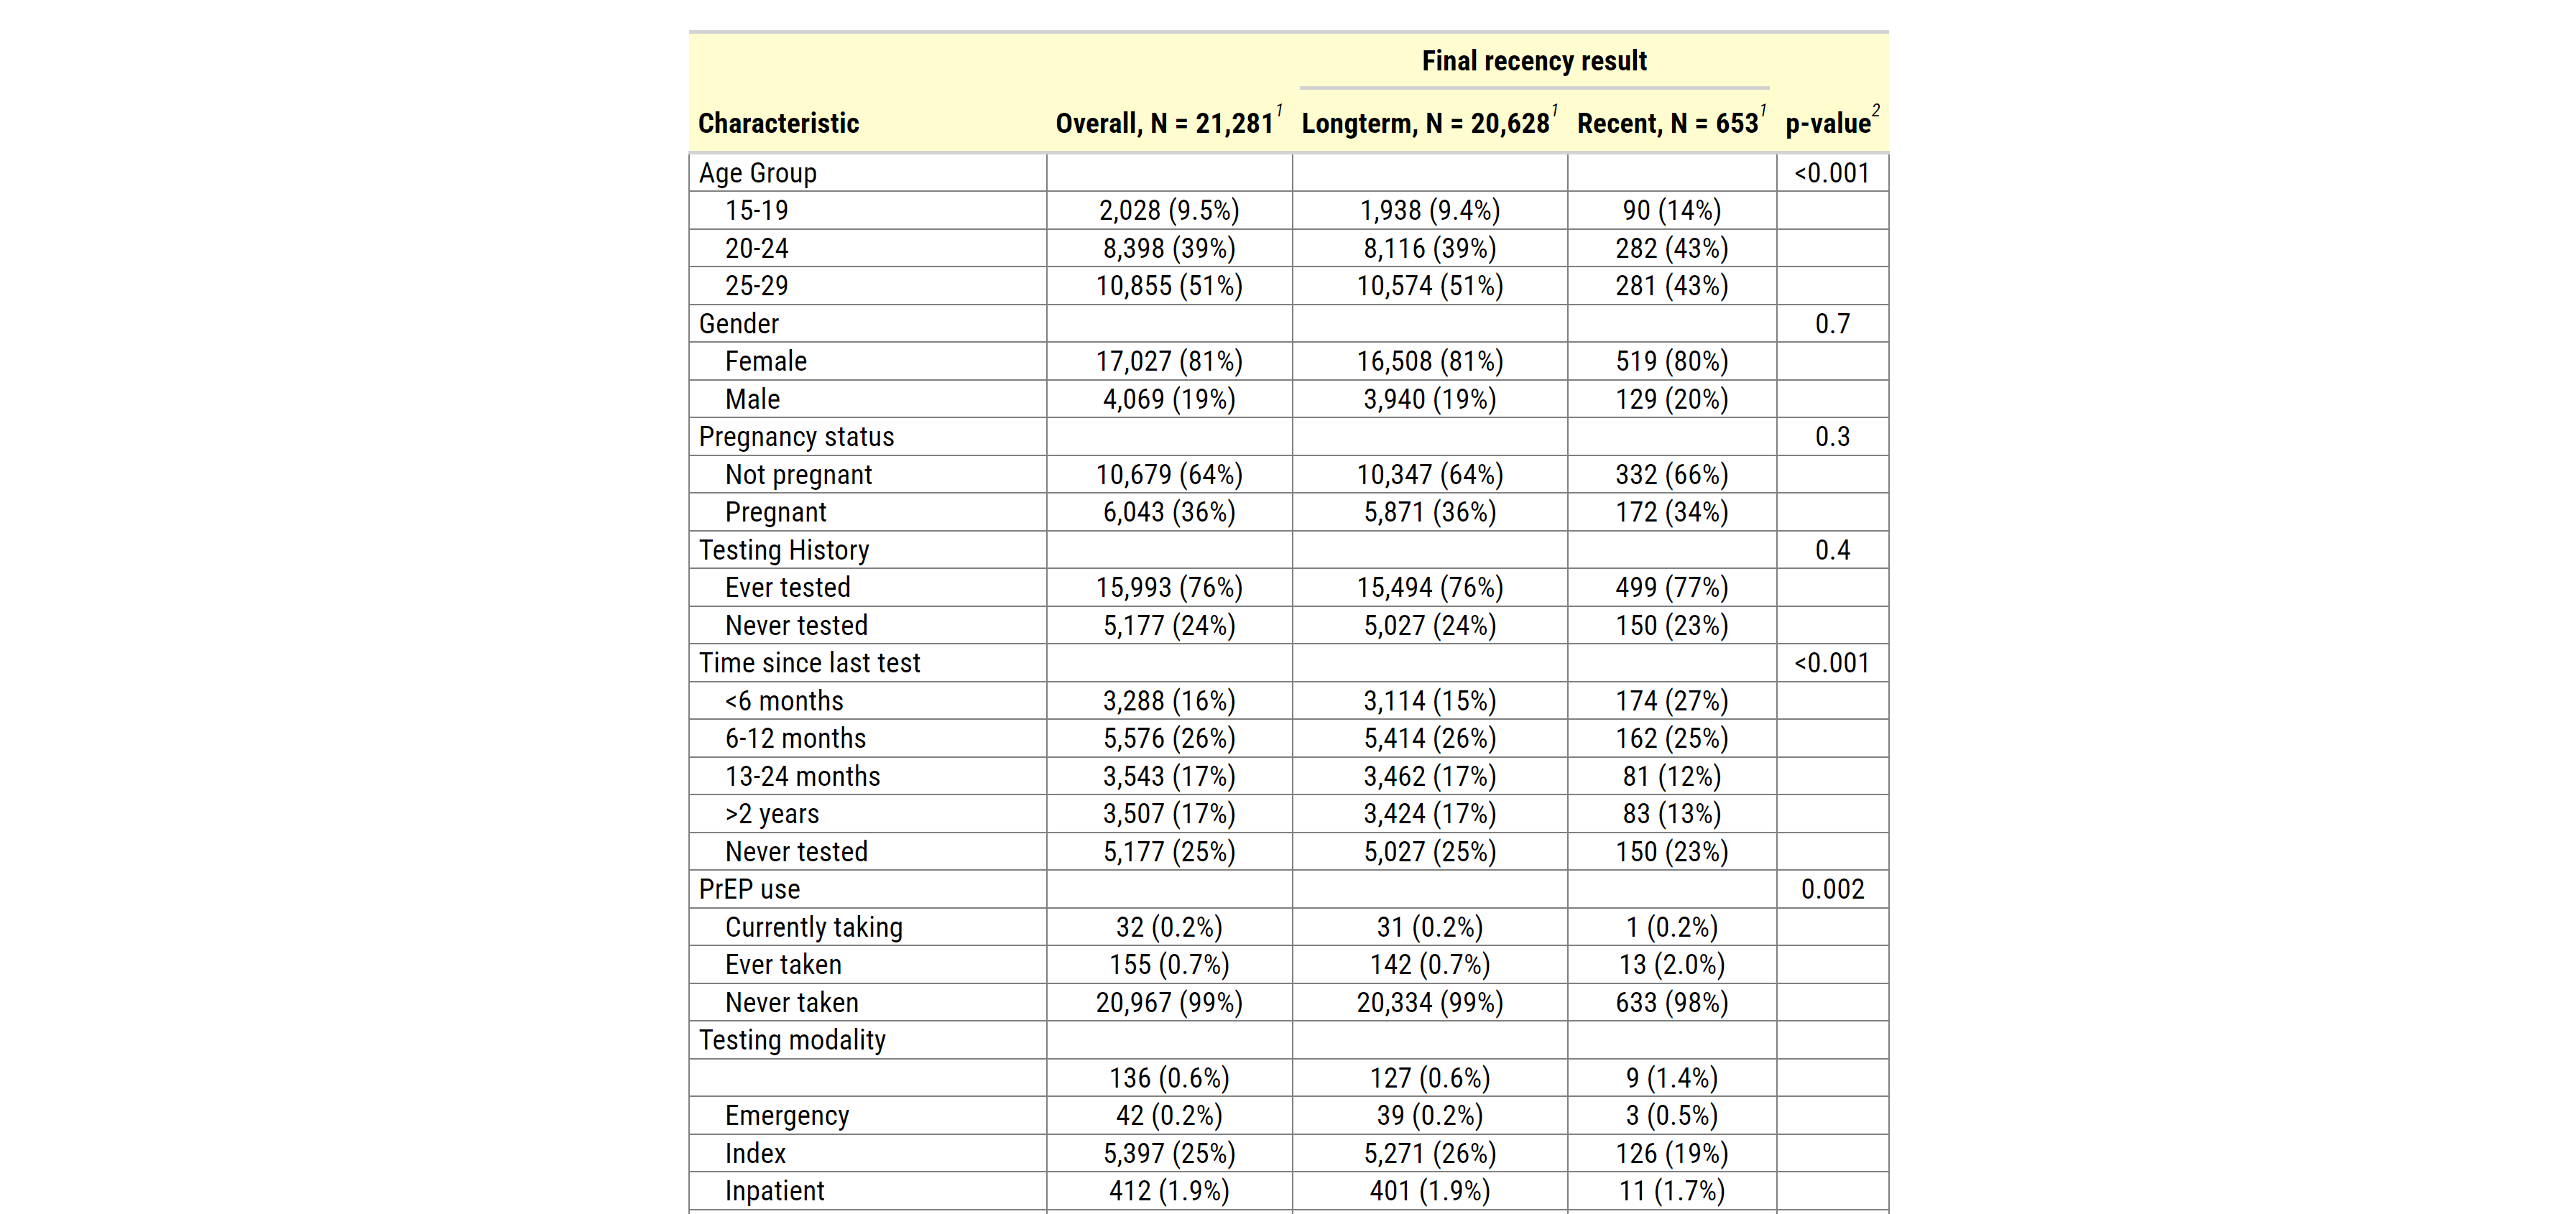 Final recency result
Characteristic Overall, N = 21,281¹ Longterm, N = 20,628¹ Recent, N = 653¹ p-value²
Age Group <0.001
15-19 2,028 (9.5%) 1,938 (9.4%) 90 (14%)
20-24 8,398 (39%) 8,116 (39%) 282 (43%)
25-29 10,855 (51%) 10,574 (51%) 281 (43%)
Gender 0.7
Female 17,027 (81%) 16,508 (81%) 519 (80%)
Male 4,069 (19%) 3,940 (19%) 129 (20%)
Pregnancy status 0.3
Not pregnant 10,679 (64%) 10,347 (64%) 332 (66%)
Pregnant 6,043 (36%) 5,871 (36%) 172 (34%)
Testing History 0.4
Ever tested 15,993 (76%) 15,494 (76%) 499 (77%)
Never tested 5,177 (24%) 5,027 (24%) 150 (23%)
Time since last test <0.001
<6 months 3,288 (16%) 3,114 (15%) 174 (27%)
6-12 months 5,576 (26%) 5,414 (26%) 162 (25%)
13-24 months 3,543 (17%) 3,462 (17%) 81 (12%)
>2 years 3,507 (17%) 3,424 (17%) 83 (13%)
Never tested 5,177 (25%) 5,027 (25%) 150 (23%)
PrEP use 0.002
Currently taking 32 (0.2%) 31 (0.2%) 1 (0.2%)
Ever taken 155 (0.7%) 142 (0.7%) 13 (2.0%)
Never taken 20,967 (99%) 20,334 (99%) 633 (98%)
Testing modality
136 (0.6%) 127 (0.6%) 9 (1.4%)
Emergency 42 (0.2%) 39 (0.2%) 3 (0.5%)
Index 5,397 (25%) 5,271 (26%) 126 (19%)
Inpatient 412 (1.9%) 401 (1.9%) 11 (1.7%)